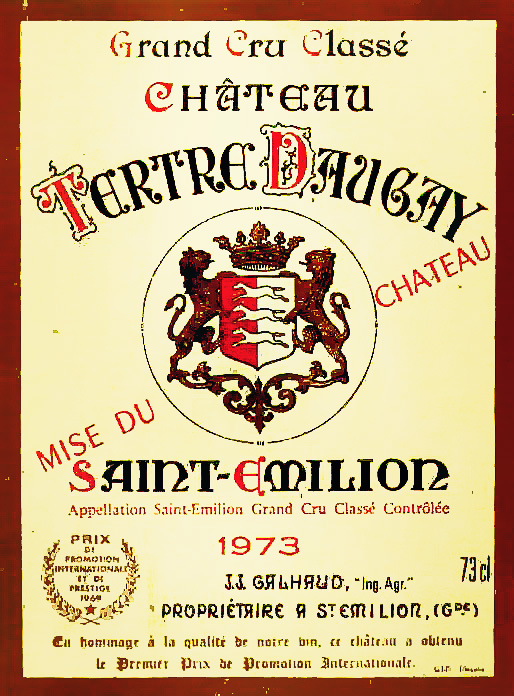 Grand Cru Classé
CHÂTEAU
TERTRE DAUGAY
MISE DU CHATEAU
SAINT-EMILION
Appellation Saint-Emilion Grand Cru Classé Contrôlée
PRIX
DE
PROMOTION
INTERNATIONALE
ET DE
PRESTIGE
1969
1973
73 cl
J.J. GALHAUD, "Ing. Agr."
PROPRIÉTAIRE A ST EMILION, (Gde)
En hommage à la qualité de notre vin, ce château a obtenu
le Premier Prix de Promotion Internationale.